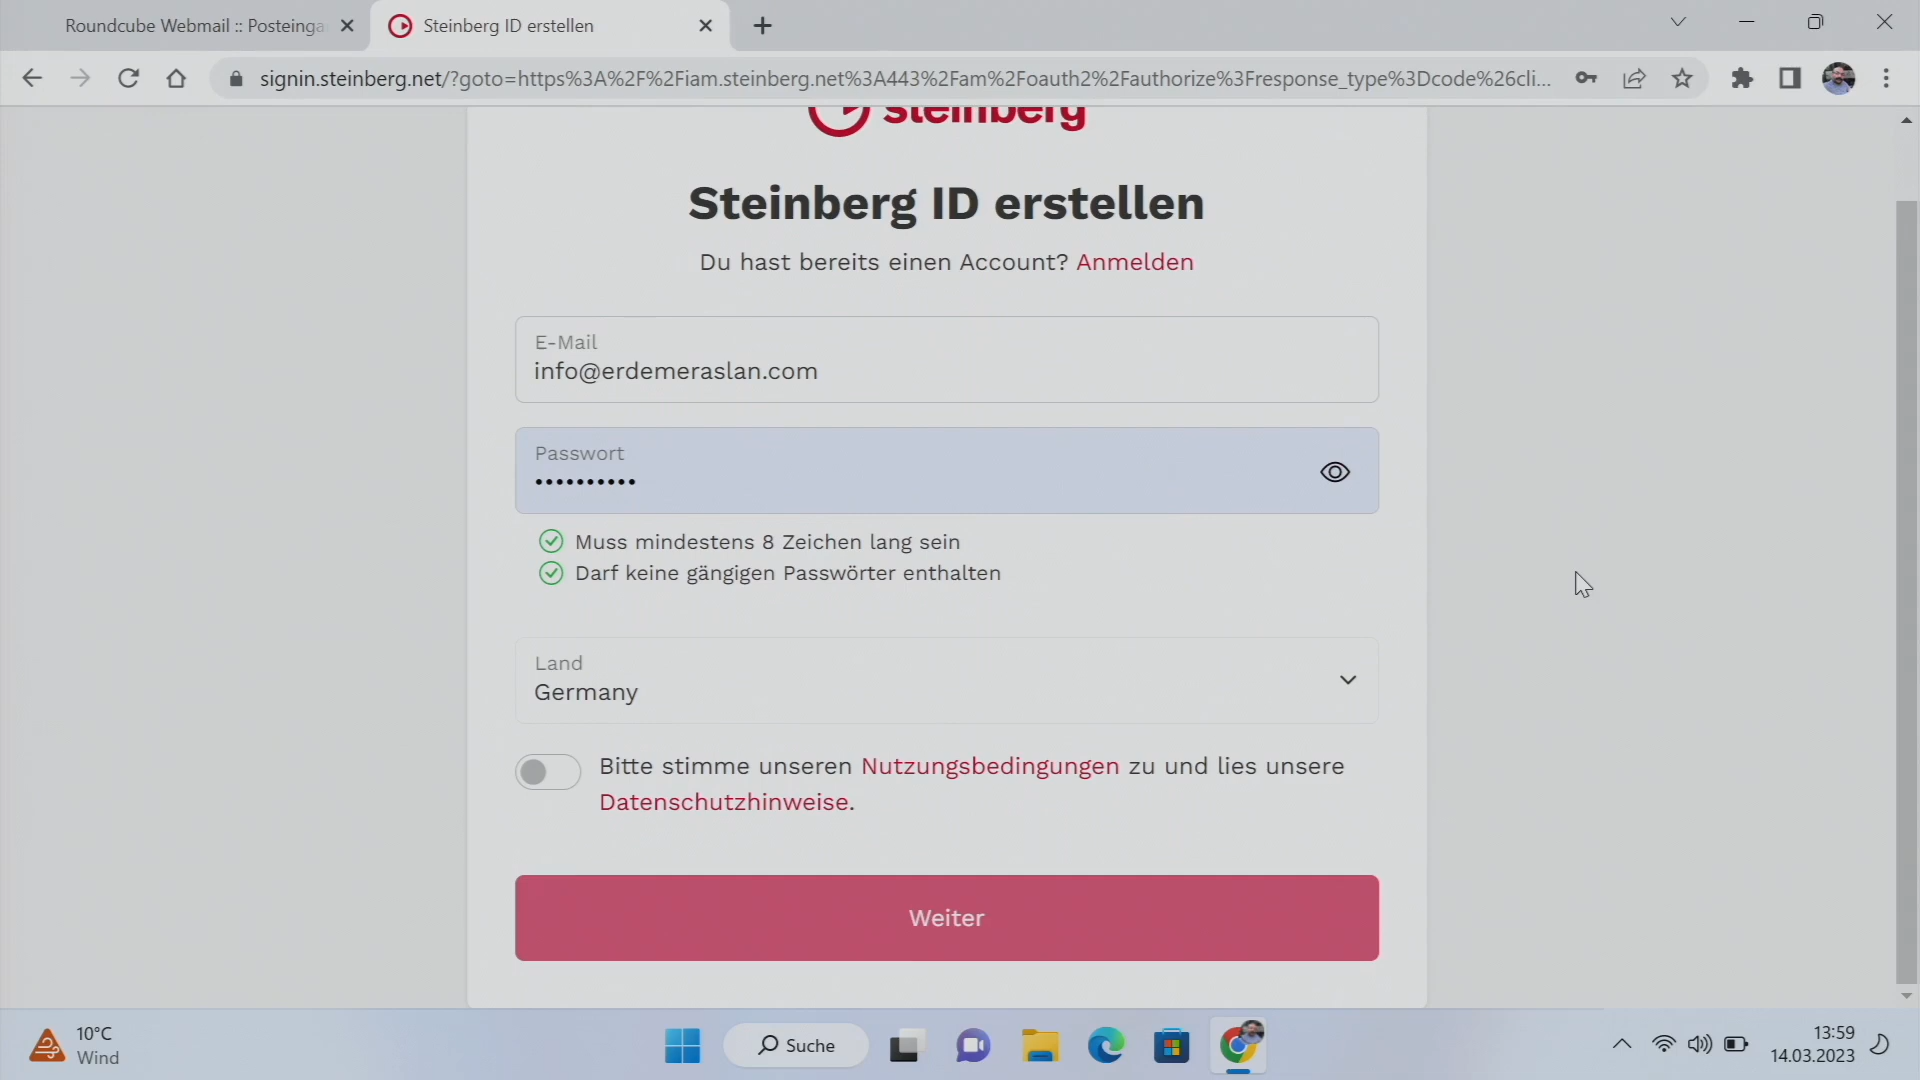 Roundcube Webmail :: Posteinga
Steinberg ID erstellen
signin.steinberg.net/?goto=https%3A%2F%2Fiam.steinberg.net%3A443%2Fam%2Foauth2%2Fauthorize%3Fresponse_type%3Dcode%26cli...
steinberg
Steinberg ID erstellen
Du hast bereits einen Account? Anmelden
E-Mail
info@erdemeraslan.com
Passwort
••••••••••
Muss mindestens 8 Zeichen lang sein
Darf keine gängigen Passwörter enthalten
Land
Germany
Bitte stimme unseren Nutzungsbedingungen zu und lies unsere
Datenschutzhinweise.
Weiter
10°C
Wind
Suche
13:59
14.03.2023